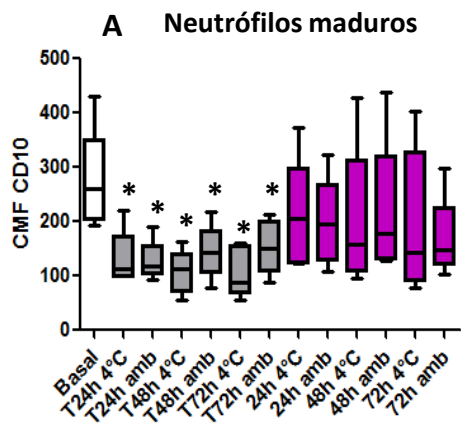 A Neutrófilos maduros
CMF CD10
500
400
300
200
100
0
* * * * * *
Basal
T24h 4°C
T24h amb
T48h 4°C
T48h amb
T72h 4°C
T72h amb
24h 4°C
24h amb
48h 4°C
48h amb
72h 4°C
72h amb